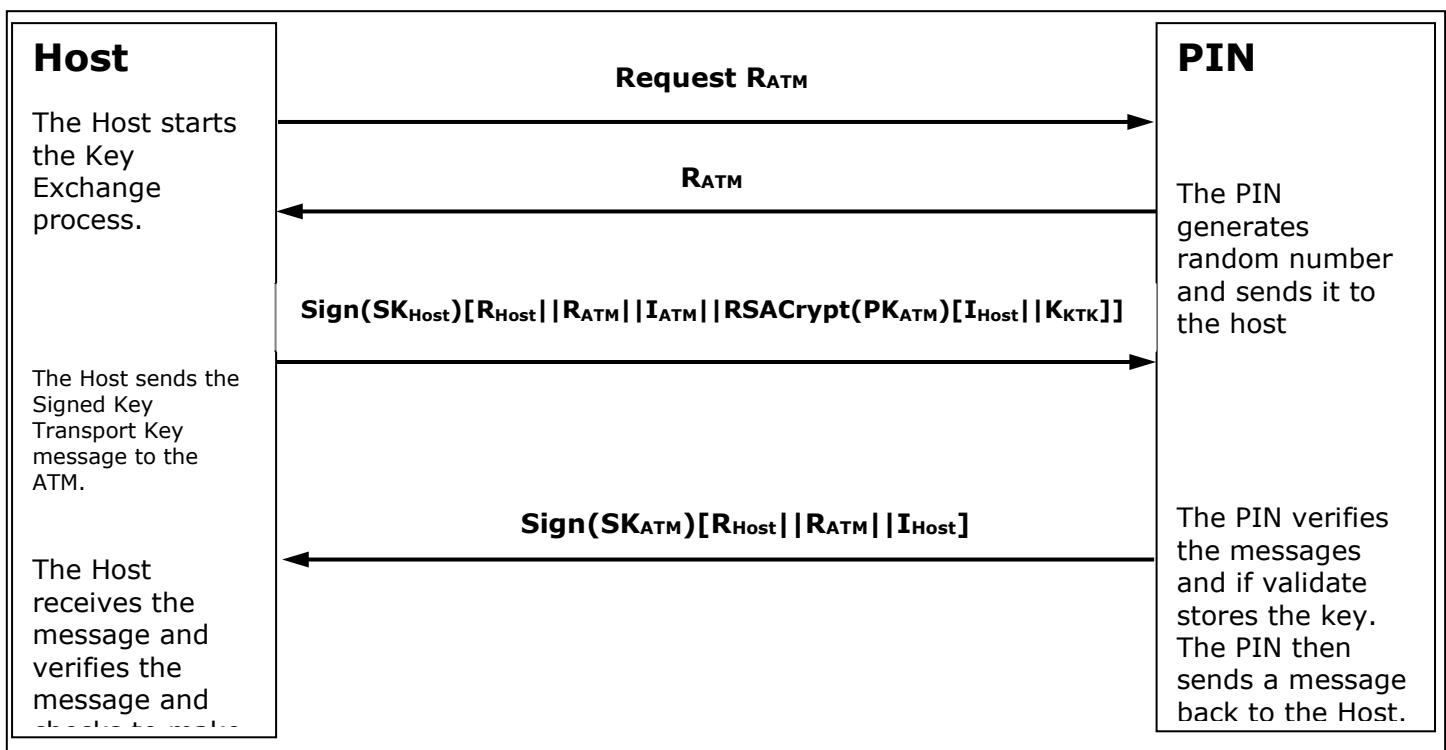 Host
The Host starts
the Key
Exchange
process.
The Host sends the
Signed Key
Transport Key
message to the
ATM.
The Host
receives the
message and
verifies the
message and
checks to make
Request RATM
RATM
Sign(SKHost)[RHost||RATM||IATM||RSACrypt(PKATM)[IHost||KKTK]]
Sign(SKATM)[RHost||RATM||IHost]
PIN
The PIN
generates
random number
and sends it to
the host
The PIN verifies
the messages
and if validate
stores the key.
The PIN then
sends a message
back to the Host.